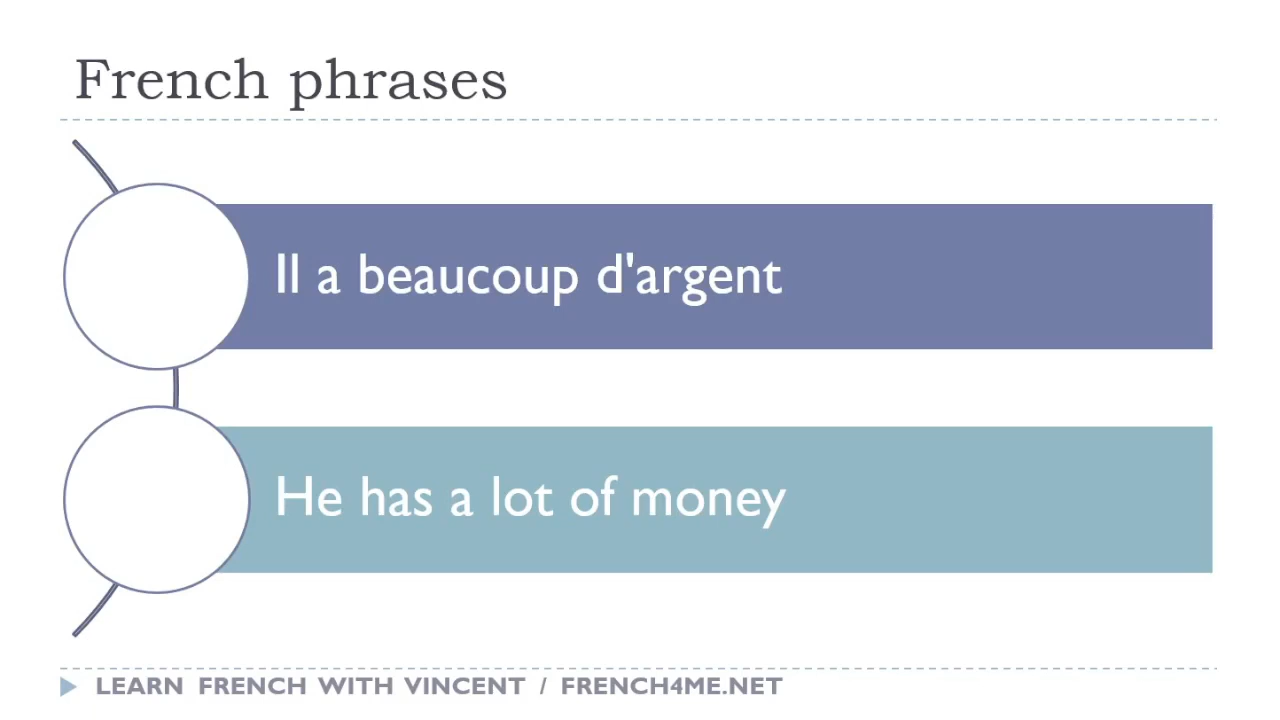 French phrases
Il a beaucoup d'argent
He has a lot of money
LEARN FRENCH WITH VINCENT / FRENCH4ME.NET